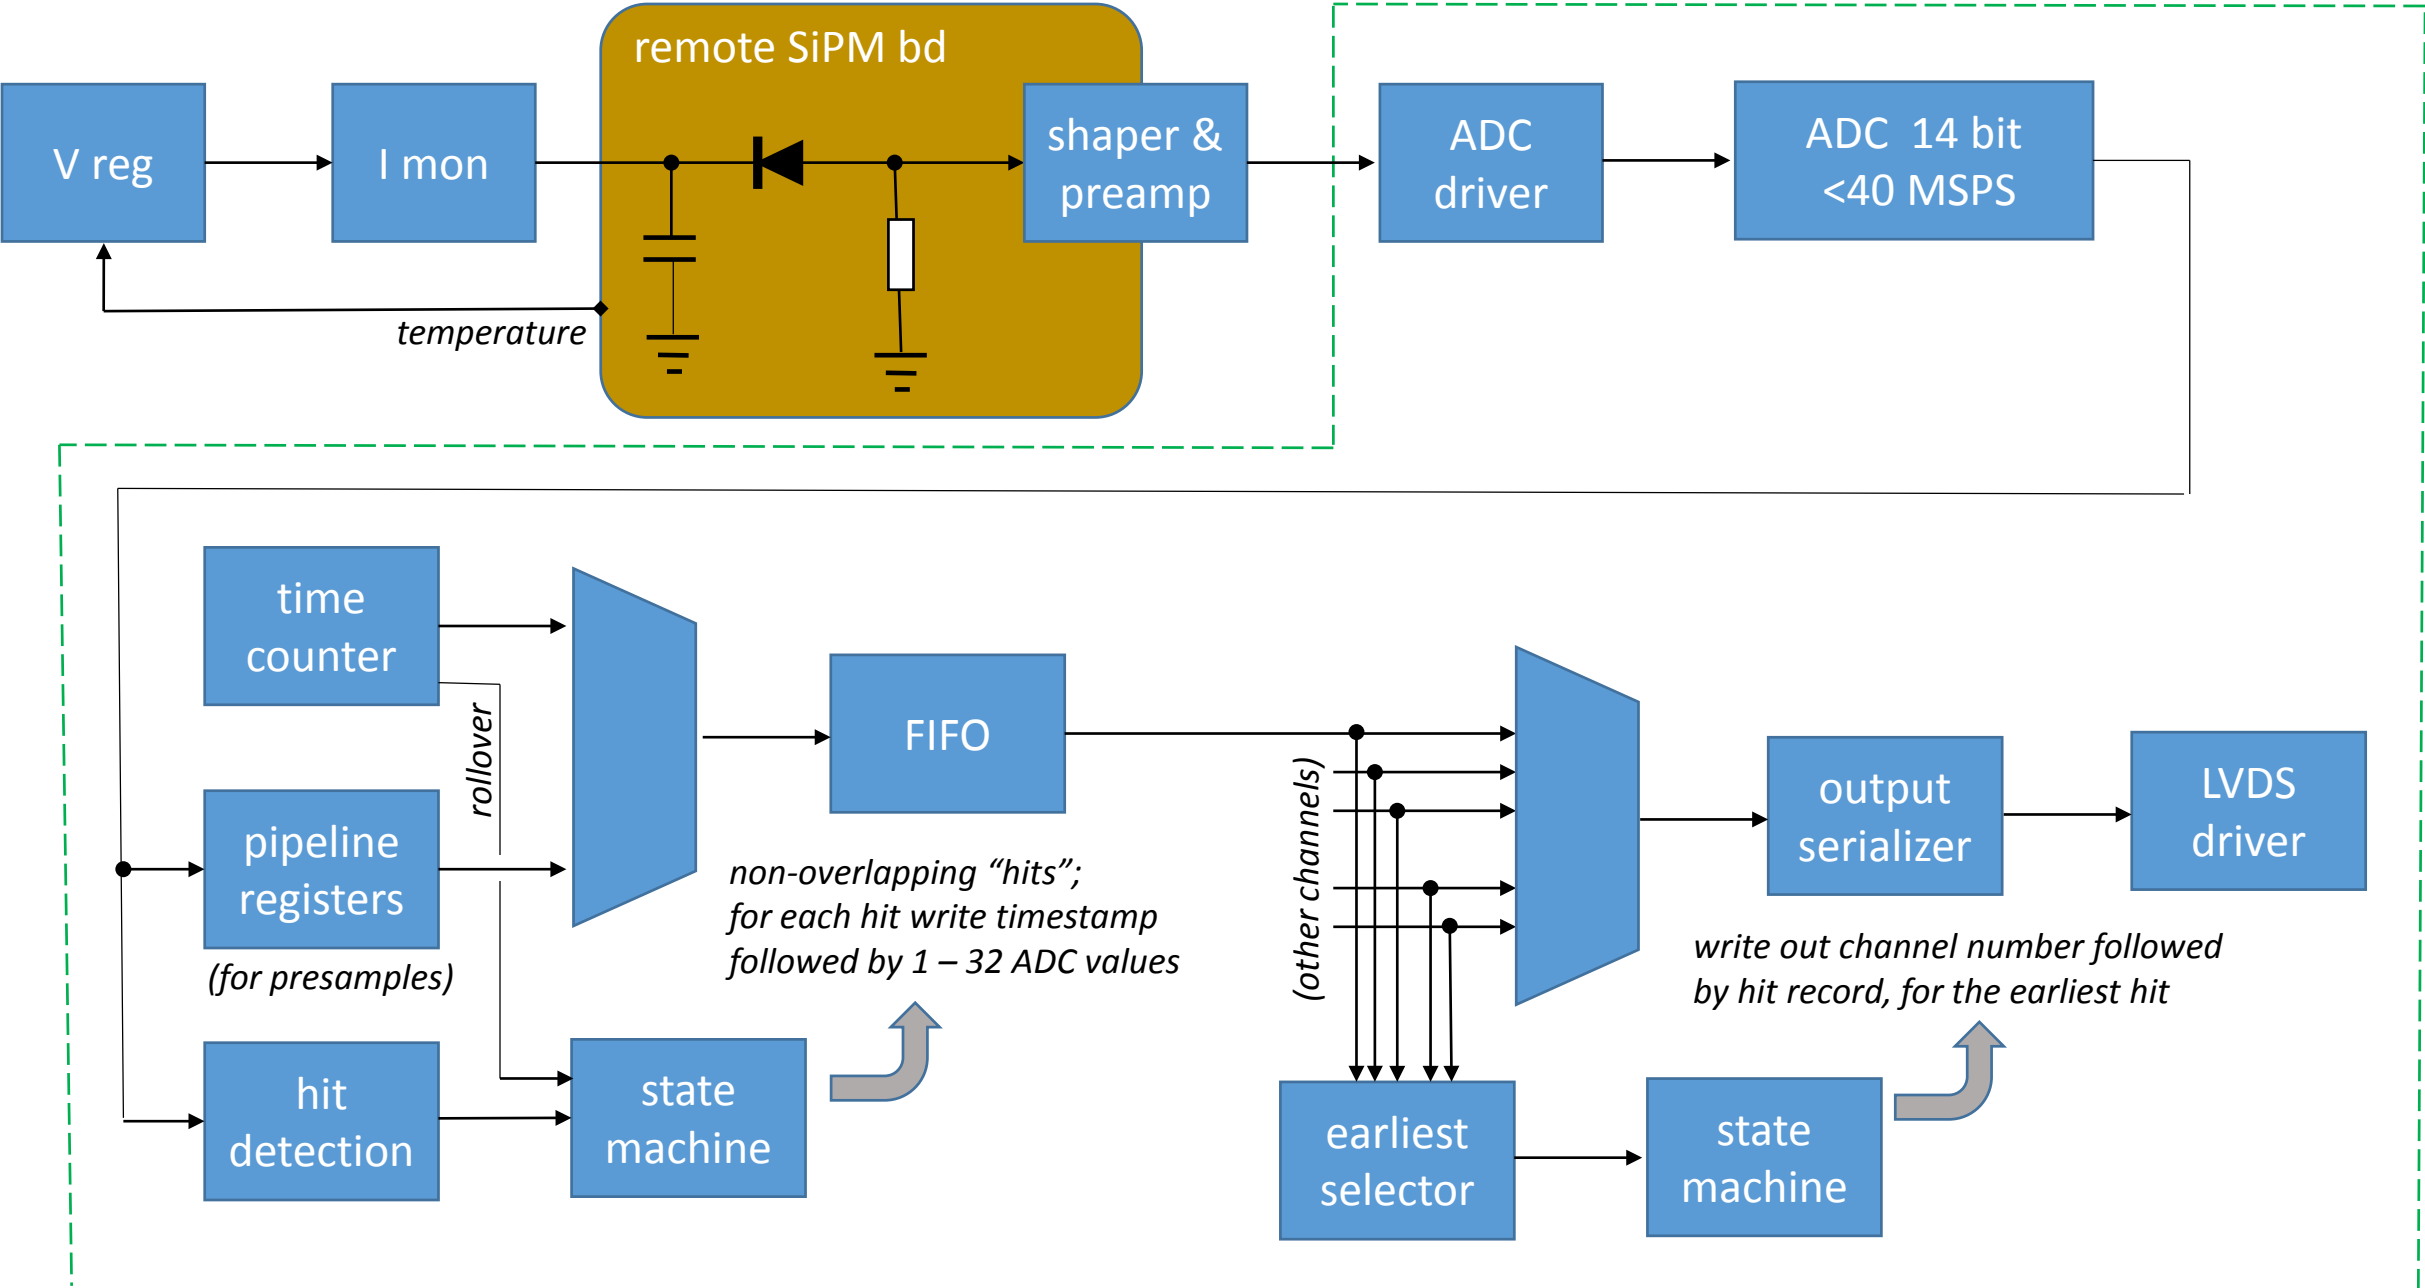 remote SiPM bd
V reg
I mon
shaper &
preamp
ADC
driver
ADC 14 bit
<40 MSPS
temperature
time
counter
rollover
FIFO
pipeline
registers
(for presamples)
non-overlapping “hits”;
for each hit write timestamp
followed by 1 – 32 ADC values
(other channels)
output
serializer
LVDS
driver
write out channel number followed
by hit record, for the earliest hit
hit
detection
state
machine
earliest
selector
state
machine